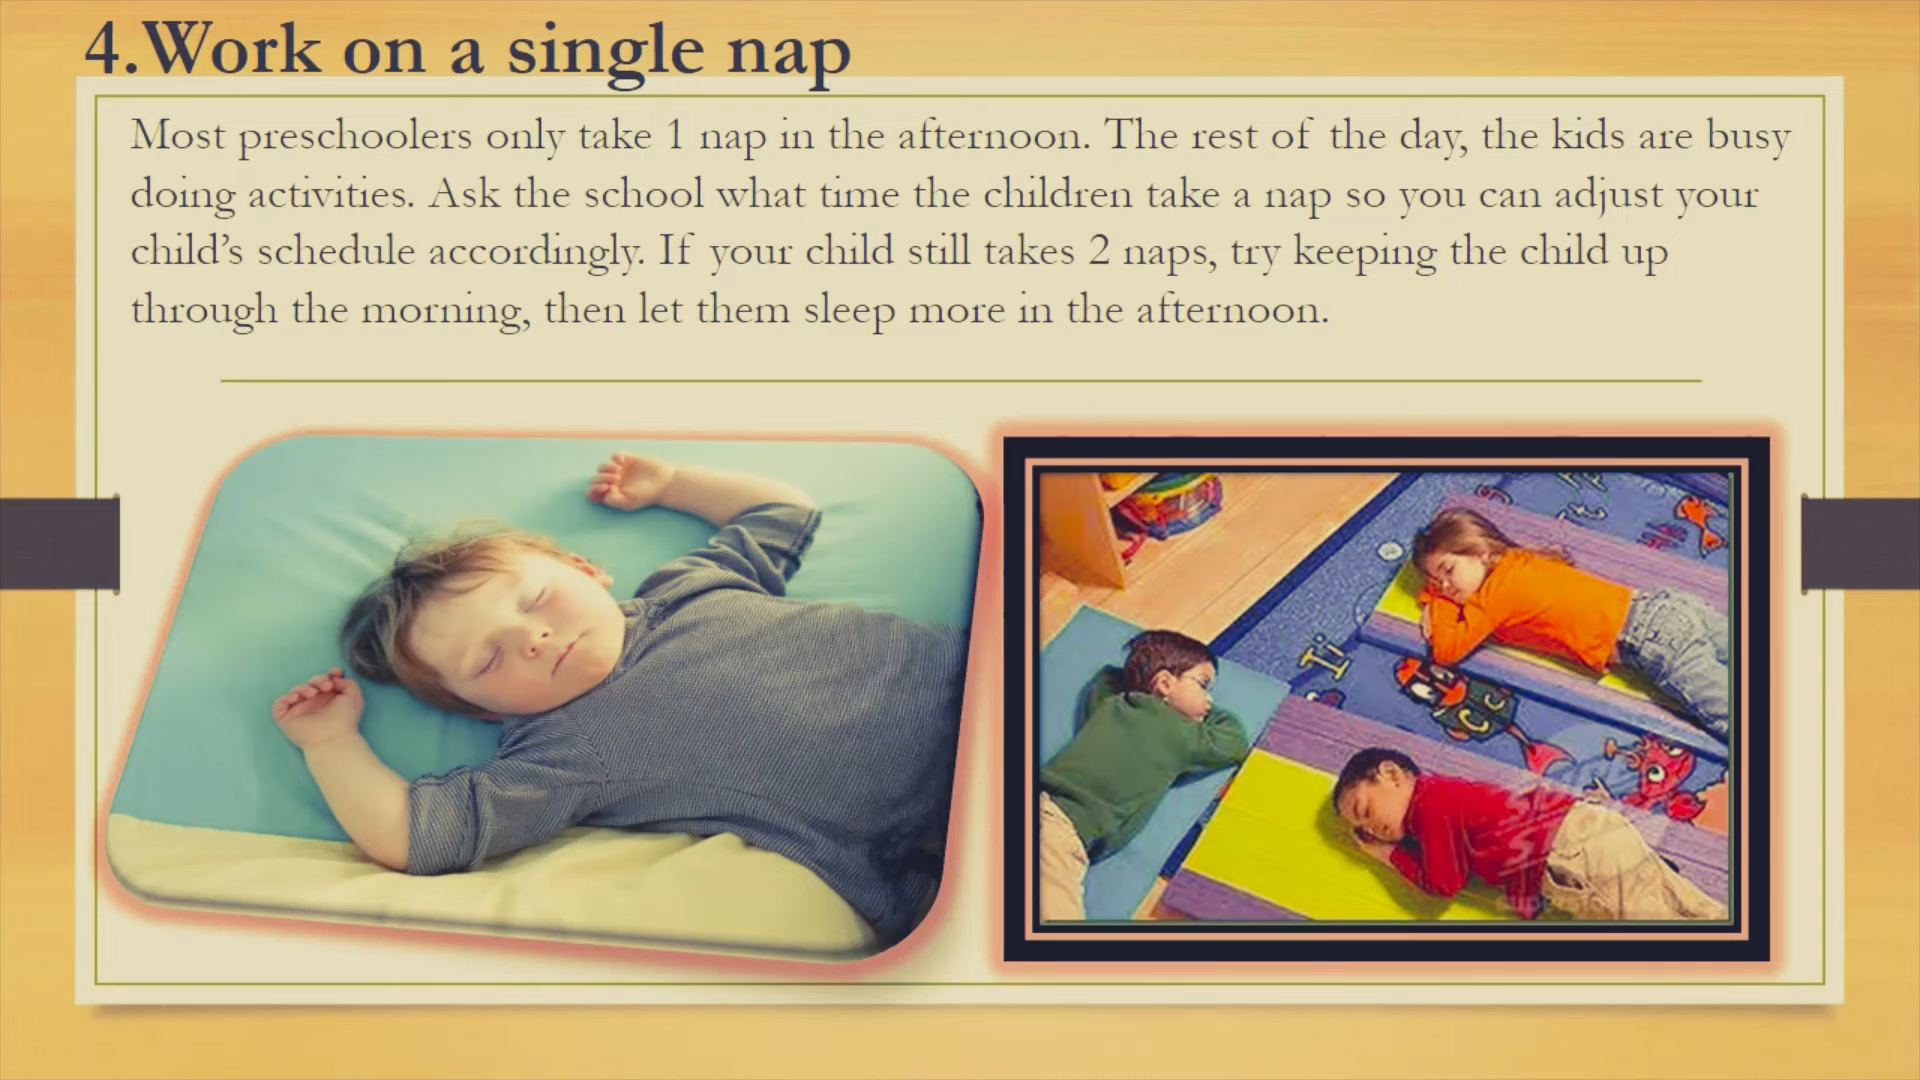 4.Work on a single nap
Most preschoolers only take 1 nap in the afternoon. The rest of the day, the kids are busy
doing activities. Ask the school what time the children take a nap so you can adjust your
child’s schedule accordingly. If your child still takes 2 naps, try keeping the child up
through the morning, then let them sleep more in the afternoon.
Ii